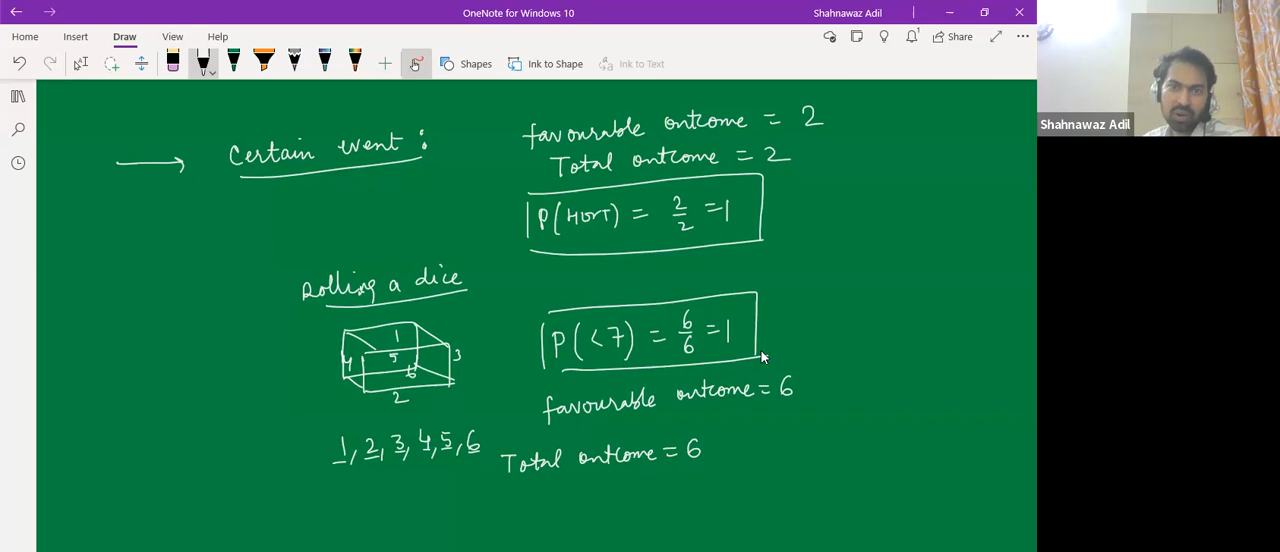 OneNote for Windows 10
Shahnawaz Adil
Home Insert Draw View Help
Share
Shapes
Ink to Shape
Ink to Text
Shahnawaz Adil
Certain event:
favourable outcome = 2
Total outcome = 2
P(HorT) = 2/2 = 1
Rolling a dice
1
4 5 3
6
2
P(<7) = 6/6 = 1
favourable outcome = 6
1, 2, 3, 4, 5, 6
Total outcome = 6